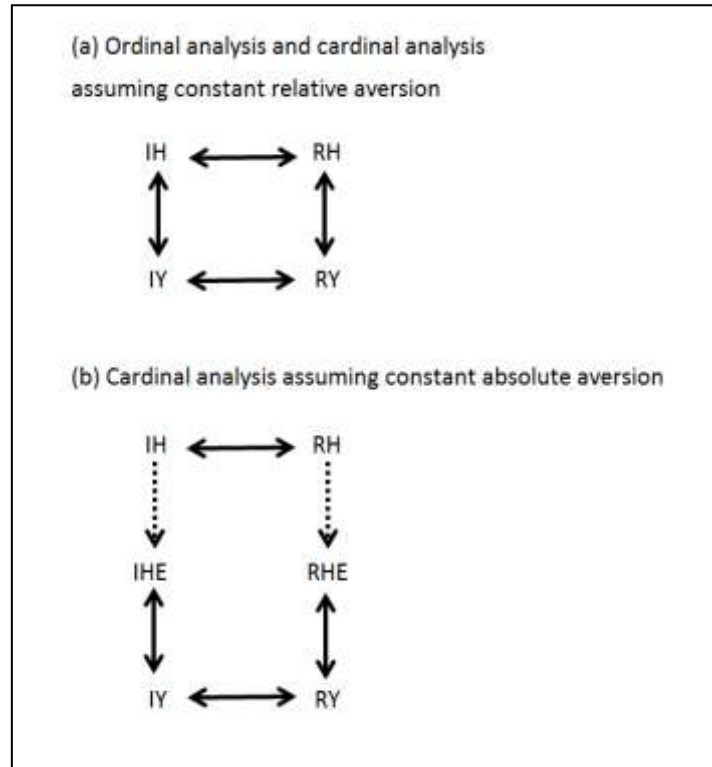 (a) Ordinal analysis and cardinal analysis
assuming constant relative aversion
IH RH
IY RY
(b) Cardinal analysis assuming constant absolute aversion
IH RH
IHE RHE
IY RY